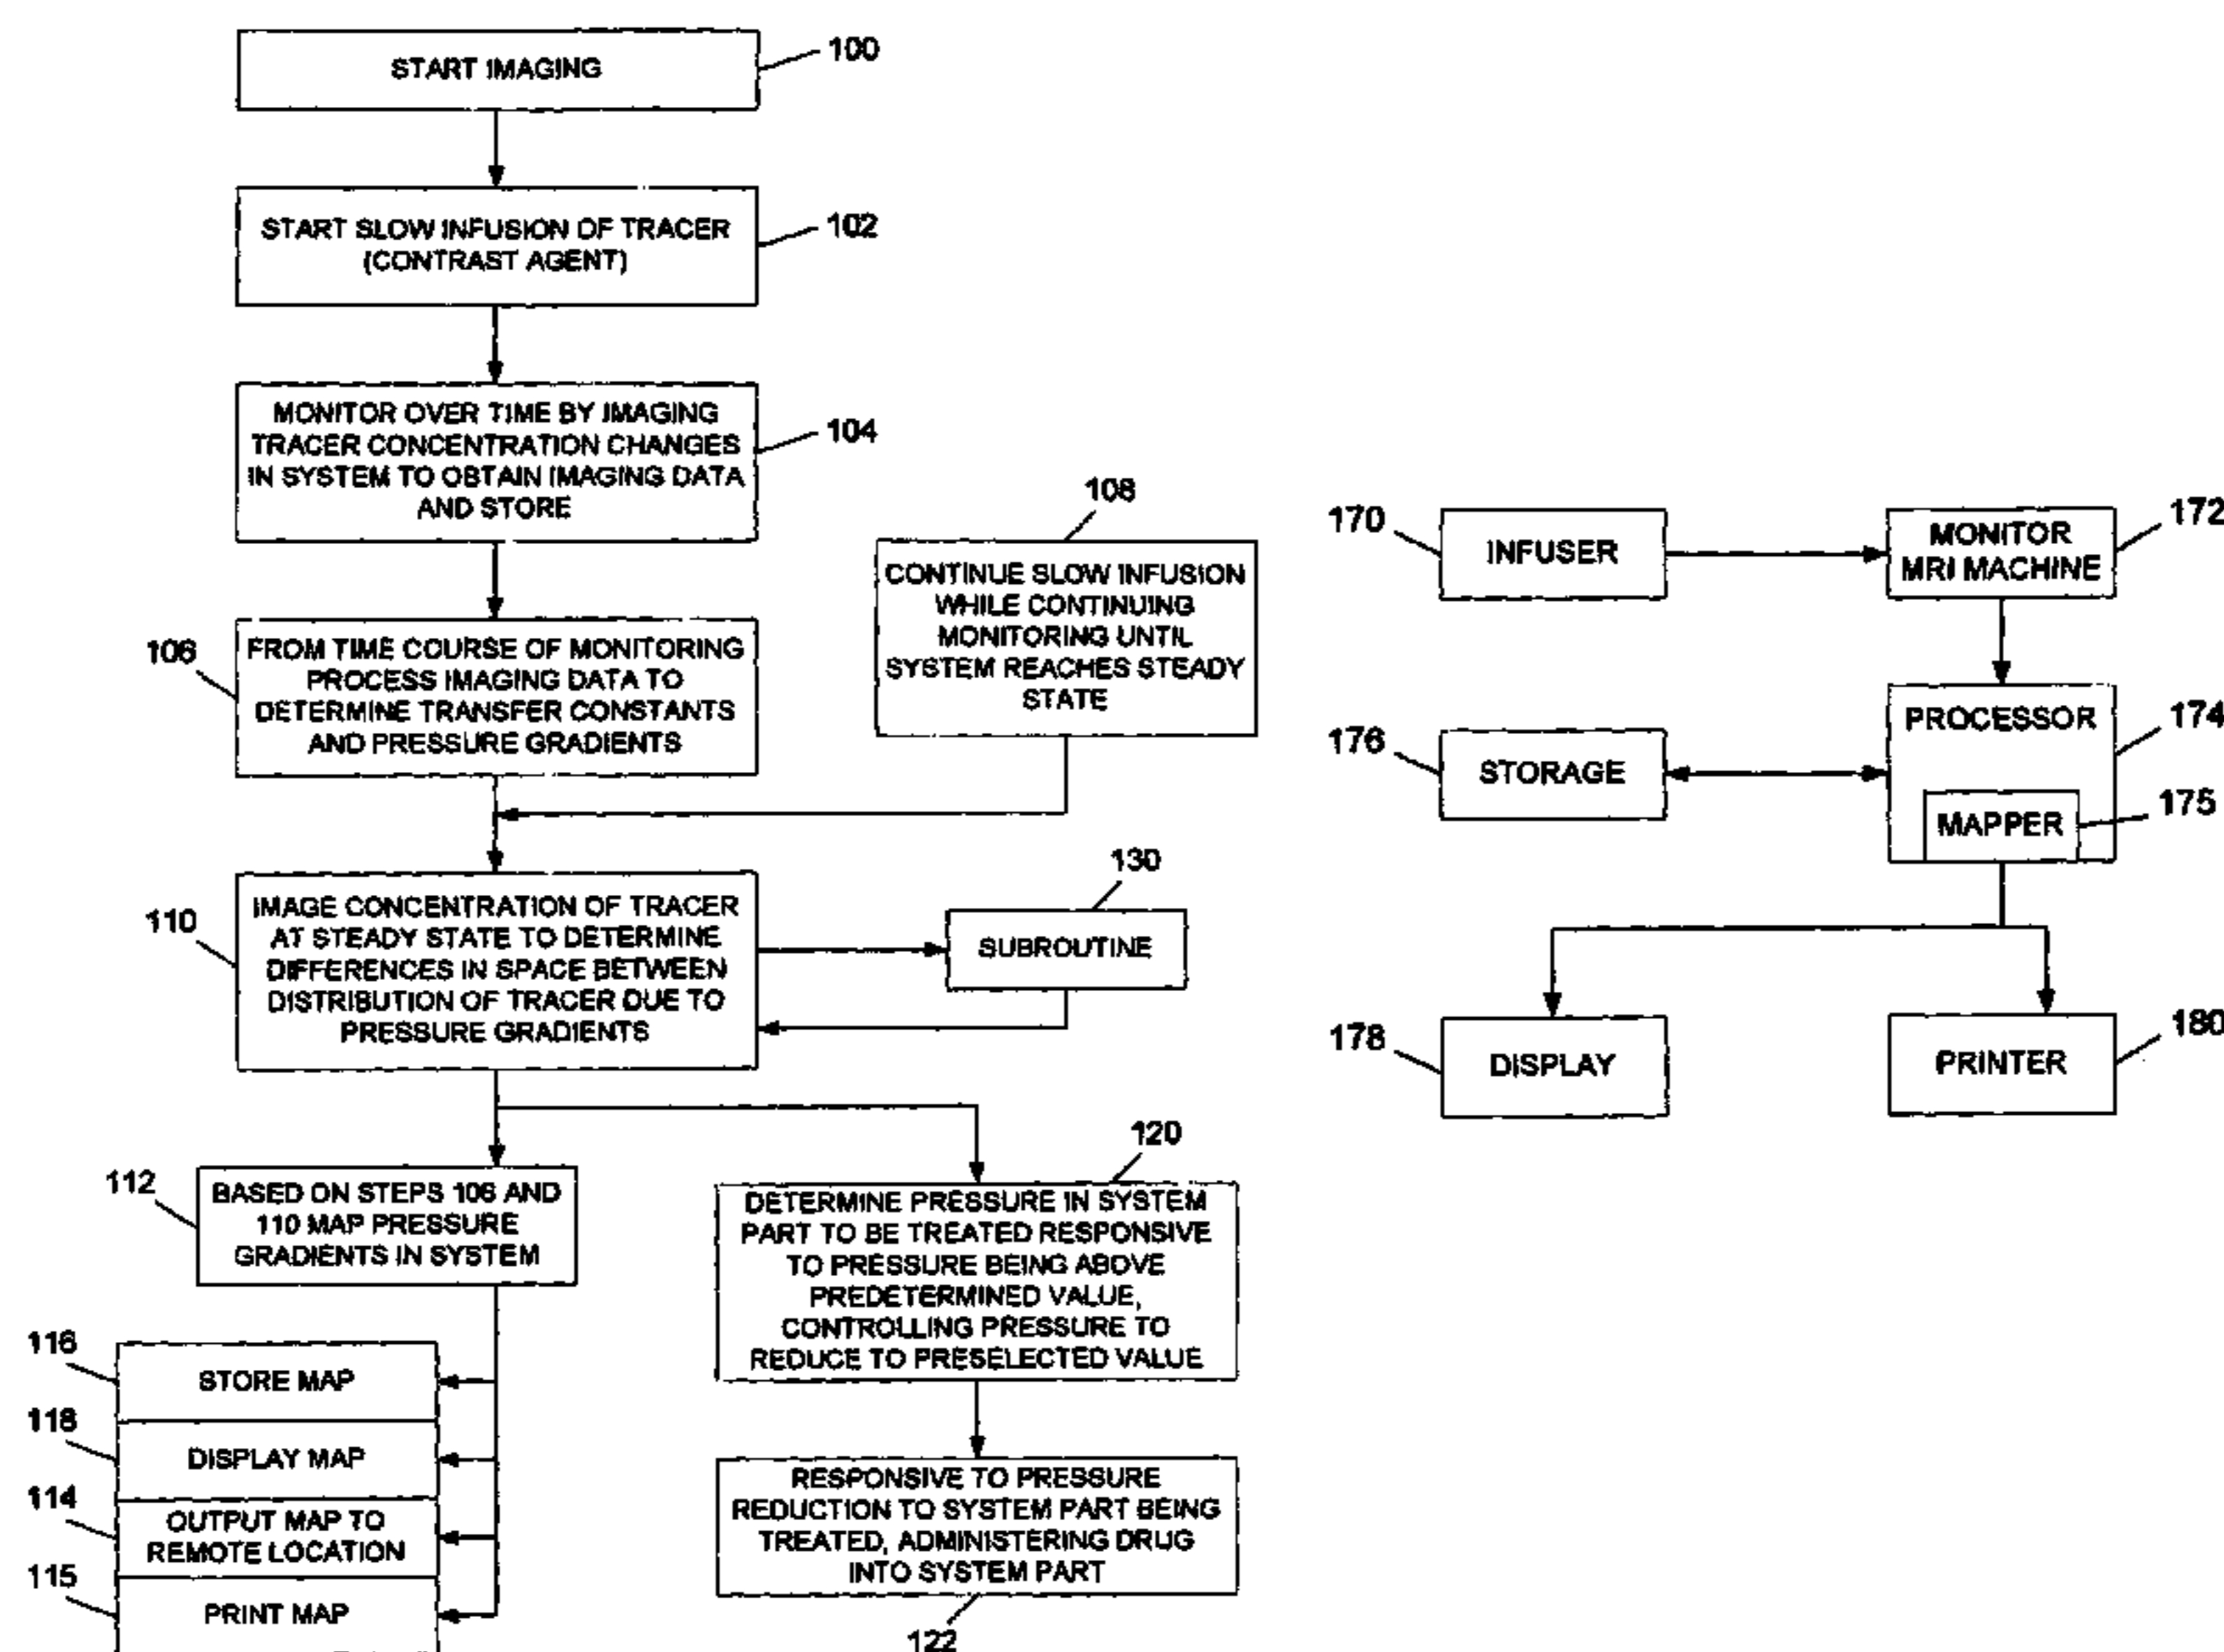 START IMAGING
100
START SLOW INFUSION OF TRACER
(CONTRAST AGENT)
102
MONITOR OVER TIME BY IMAGING
TRACER CONCENTRATION CHANGES
IN SYSTEM TO OBTAIN IMAGING DATA
AND STORE
104
106
FROM TIME COURSE OF MONITORING
PROCESS IMAGING DATA TO
DETERMINE TRANSFER CONSTANTS
AND PRESSURE GRADIENTS
108
CONTINUE SLOW INFUSION
WHILE CONTINUING
MONITORING UNTIL
SYSTEM REACHES STEADY
STATE
110
IMAGE CONCENTRATION OF TRACER
AT STEADY STATE TO DETERMINE
DIFFERENCES IN SPACE BETWEEN
DISTRIBUTION OF TRACER DUE TO
PRESSURE GRADIENTS
130
SUBROUTINE
112
BASED ON STEPS 106 AND
110 MAP PRESSURE
GRADIENTS IN SYSTEM
116
STORE MAP
118
DISPLAY MAP
114
OUTPUT MAP TO
REMOTE LOCATION
115
PRINT MAP
120
DETERMINE PRESSURE IN SYSTEM
PART TO BE TREATED RESPONSIVE
TO PRESSURE BEING ABOVE
PREDETERMINED VALUE,
CONTROLLING PRESSURE TO
REDUCE TO PRESELECTED VALUE
RESPONSIVE TO PRESSURE
REDUCTION TO SYSTEM PART BEING
TREATED, ADMINISTERING DRUG
INTO SYSTEM PART
122
170
INFUSER
MONITOR
MRI MACHINE
172
PROCESSOR
174
176
STORAGE
MAPPER
175
178
DISPLAY
PRINTER
180